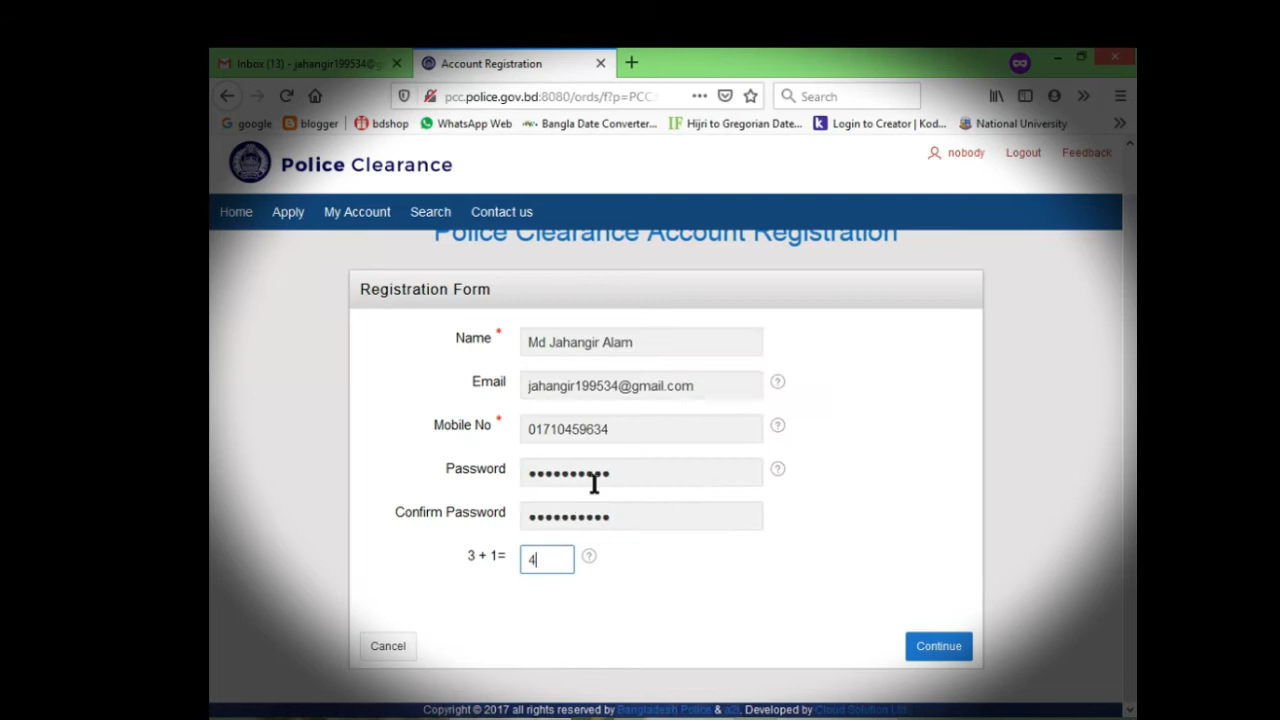 Inbox (13) - jahangir199534@g
Account Registration
pcc.police.gov.bd:8080/ords/f?p=PCC
Search
google
blogger
bdshop
WhatsApp Web
Bangla Date Converter...
Hijri to Gregorian Date...
Login to Creator | Kod...
National University
Police Clearance
nobody
Logout
Feedback
Home
Apply
My Account
Search
Contact us
Police Clearance Account Registration
Registration Form
Name *
Md Jahangir Alam
Email
jahangir199534@gmail.com
Mobile No *
01710459634
Password
••••••••••
Confirm Password
••••••••••
3 + 1=
4
Cancel
Continue
Copyright © 2017 all rights reserved by Bangladesh Police & a2i. Developed by Cloud Solution Ltd